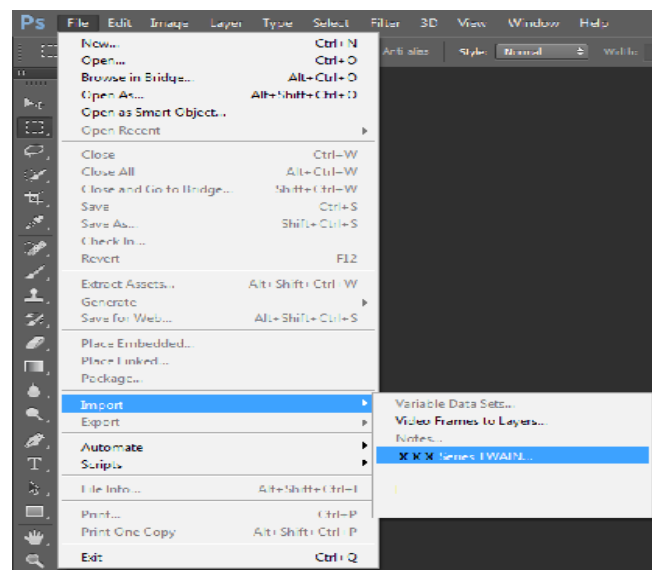 Ps File Edit Image Layer Type Select Filter 3D View Window Help
Anti-alias Style: Normal Width:
New... Ctrl+N
Open... Ctrl+O
Browse in Bridge... Alt+Ctrl+O
Open As... Alt+Shift+Ctrl+O
Open as Smart Object...
Open Recent
Close Ctrl+W
Close All Alt+Ctrl+W
Close and Go to Bridge... Shift+Ctrl+W
Save Ctrl+S
Save As... Shift+Ctrl+S
Check In...
Revert F12
Extract Assets... Alt+Shift+Ctrl+W
Generate
Save for Web... Alt+Shift+Ctrl+S
Place Embedded...
Place Linked...
Package...
Import
Variable Data Sets...
Export
Video Frames to Layers...
Notes...
Automate
XXX Series TWAIN...
Scripts
File Info... Alt+Shift+Ctrl+I
Print... Ctrl+P
Print One Copy Alt+Shift+Ctrl+P
Exit Ctrl+Q